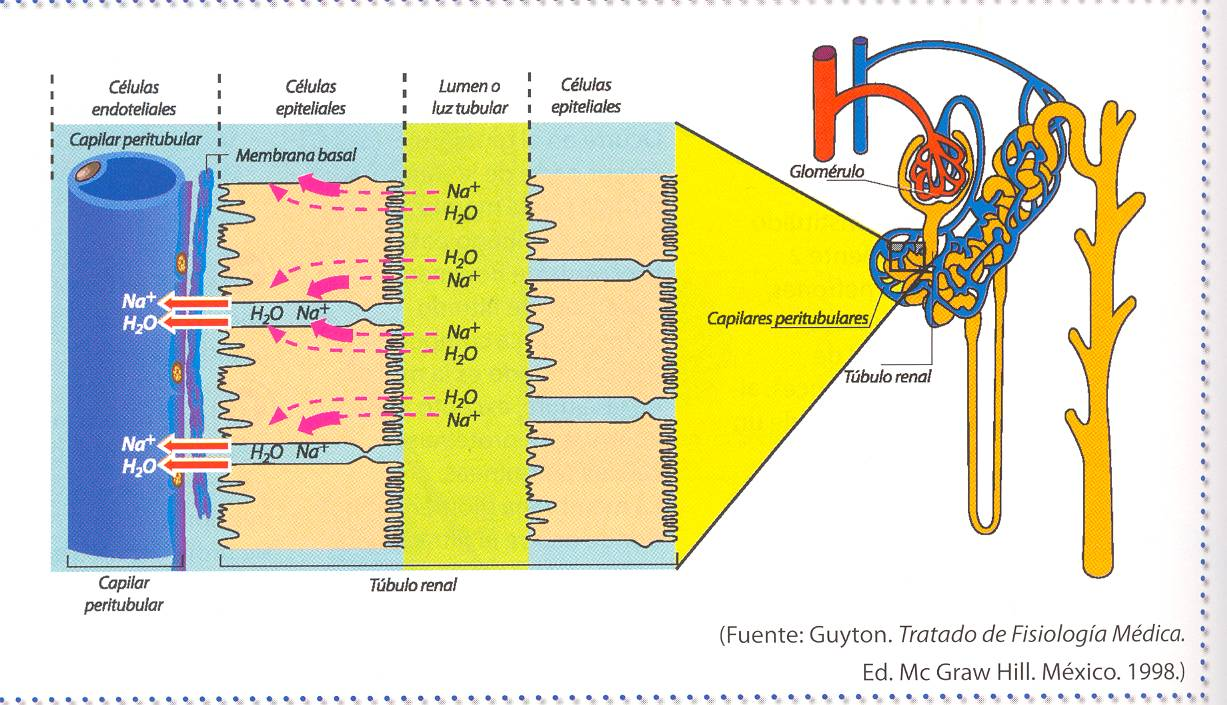 Células
endoteliales
Células
epiteliales
Lumen o
luz tubular
Células
epiteliales
Capilar peritubular
Membrana basal
Na+
H2O
H2O
Na+
Na+
H2O
H2O
Na+
H2O Na+
H2O Na+
Na+
H2O
Na+
H2O
Capilar
peritubular
Túbulo renal
Glomérulo
Capilares peritubulares
Túbulo renal
(Fuente: Guyton. Tratado de Fisiología Médica.
Ed. Mc Graw Hill. México. 1998.)